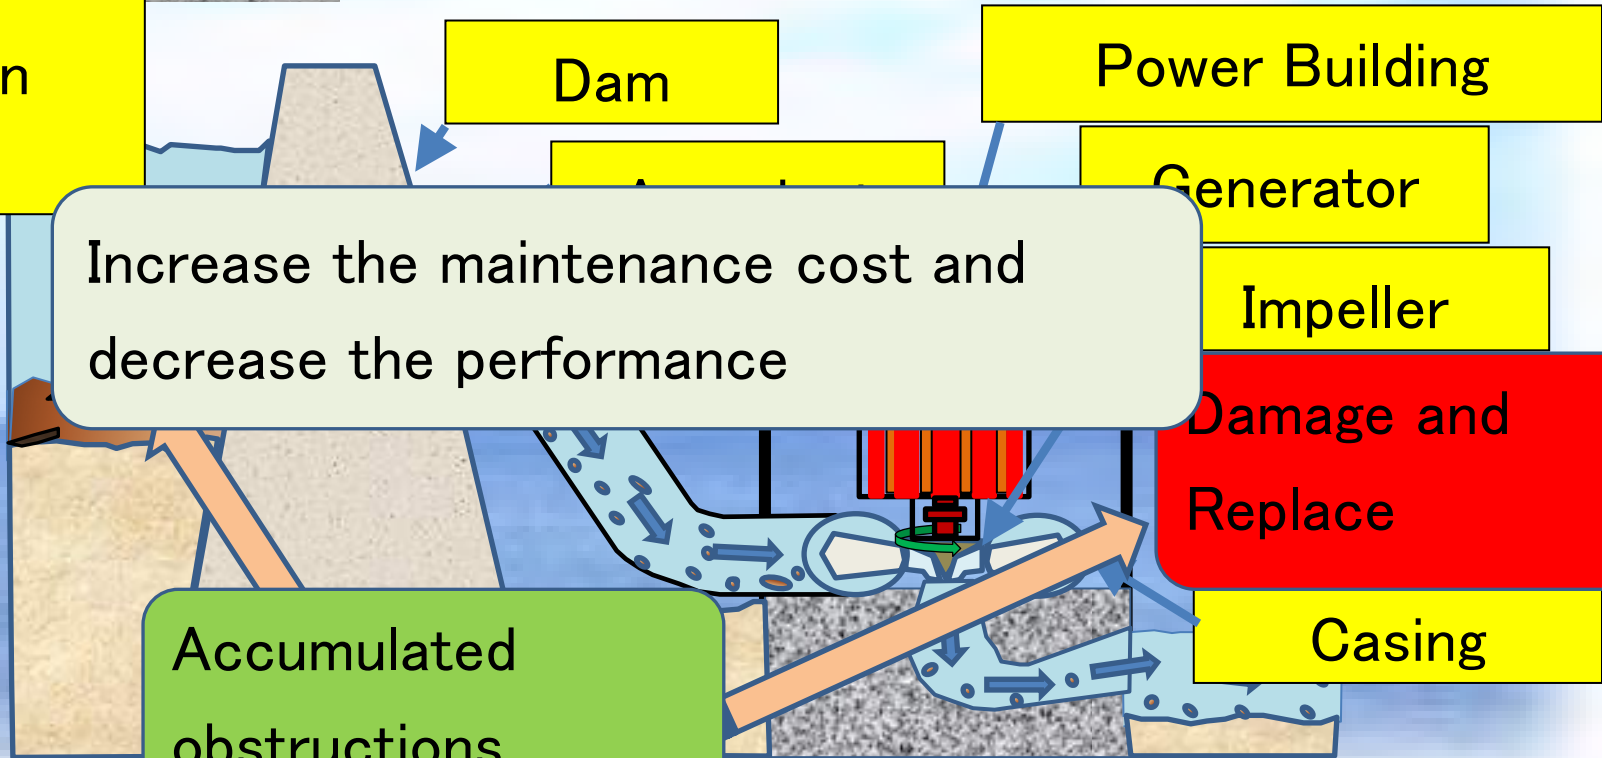 n
Dam
Power Building
Generator
Increase the maintenance cost and
decrease the performance
Impeller
Damage and
Replace
Casing
Accumulated
obstructions